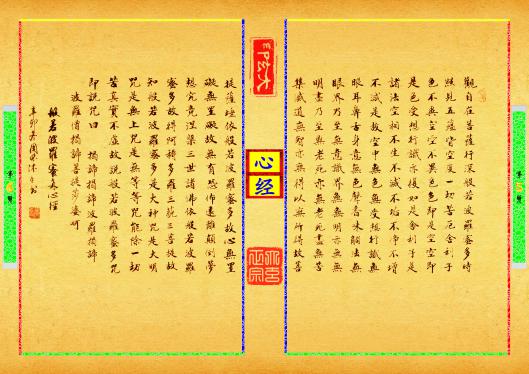 觀自在菩薩行深般若波羅蜜多時
照見五蘊皆空度一切苦厄舍利子
色不異空空不異色色即是空空即
是色受想行識亦復如是舍利子是
諸法空相不生不滅不垢不淨不增
不減是故空中無色無受想行識無
眼耳鼻舌身意無色聲香味觸法無
眼界乃至無意識界無無明亦無無
明盡乃至無老死亦無老死盡無苦
集滅道無智亦無得以無所得故菩
心
经
提薩埵依般若波羅蜜多故心無罣
礙無罣礙故無有恐怖遠離顛倒夢
想究竟涅槃三世諸佛依般若波羅
蜜多故得阿耨多羅三藐三菩提故
知般若波羅蜜多是大神咒是大明
咒是無上咒是無等等咒能除一切
苦真實不虛故說般若波羅蜜多咒
即說咒曰 揭諦揭諦波羅揭諦
波羅僧揭諦菩提薩婆訶
般若波羅蜜多心經